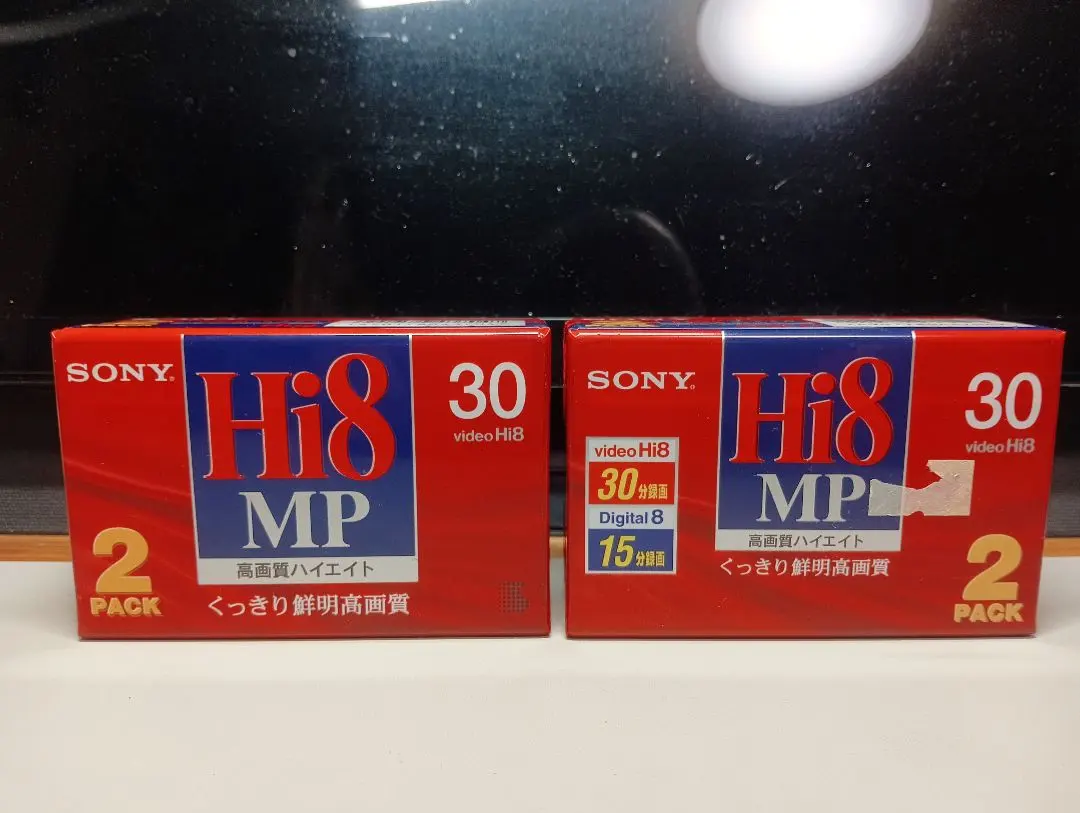 SONY
Hi8
MP
高画質ハイエイト
くっきり鮮明高画質
30
video Hi8
2
PACK
SONY
Hi8
MP
高画質ハイエイト
くっきり鮮明高画質
30
video Hi8
video Hi8
30分録画
Digital 8
15分録画
2
PACK